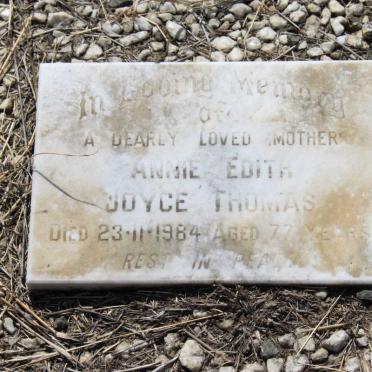 In Loving Memory
of
A DEARLY LOVED MOTHER
ANNIE EDITH
JOYCE THOMAS
DIED 23·11·1984 AGED 77 YEARS
REST IN PEACE